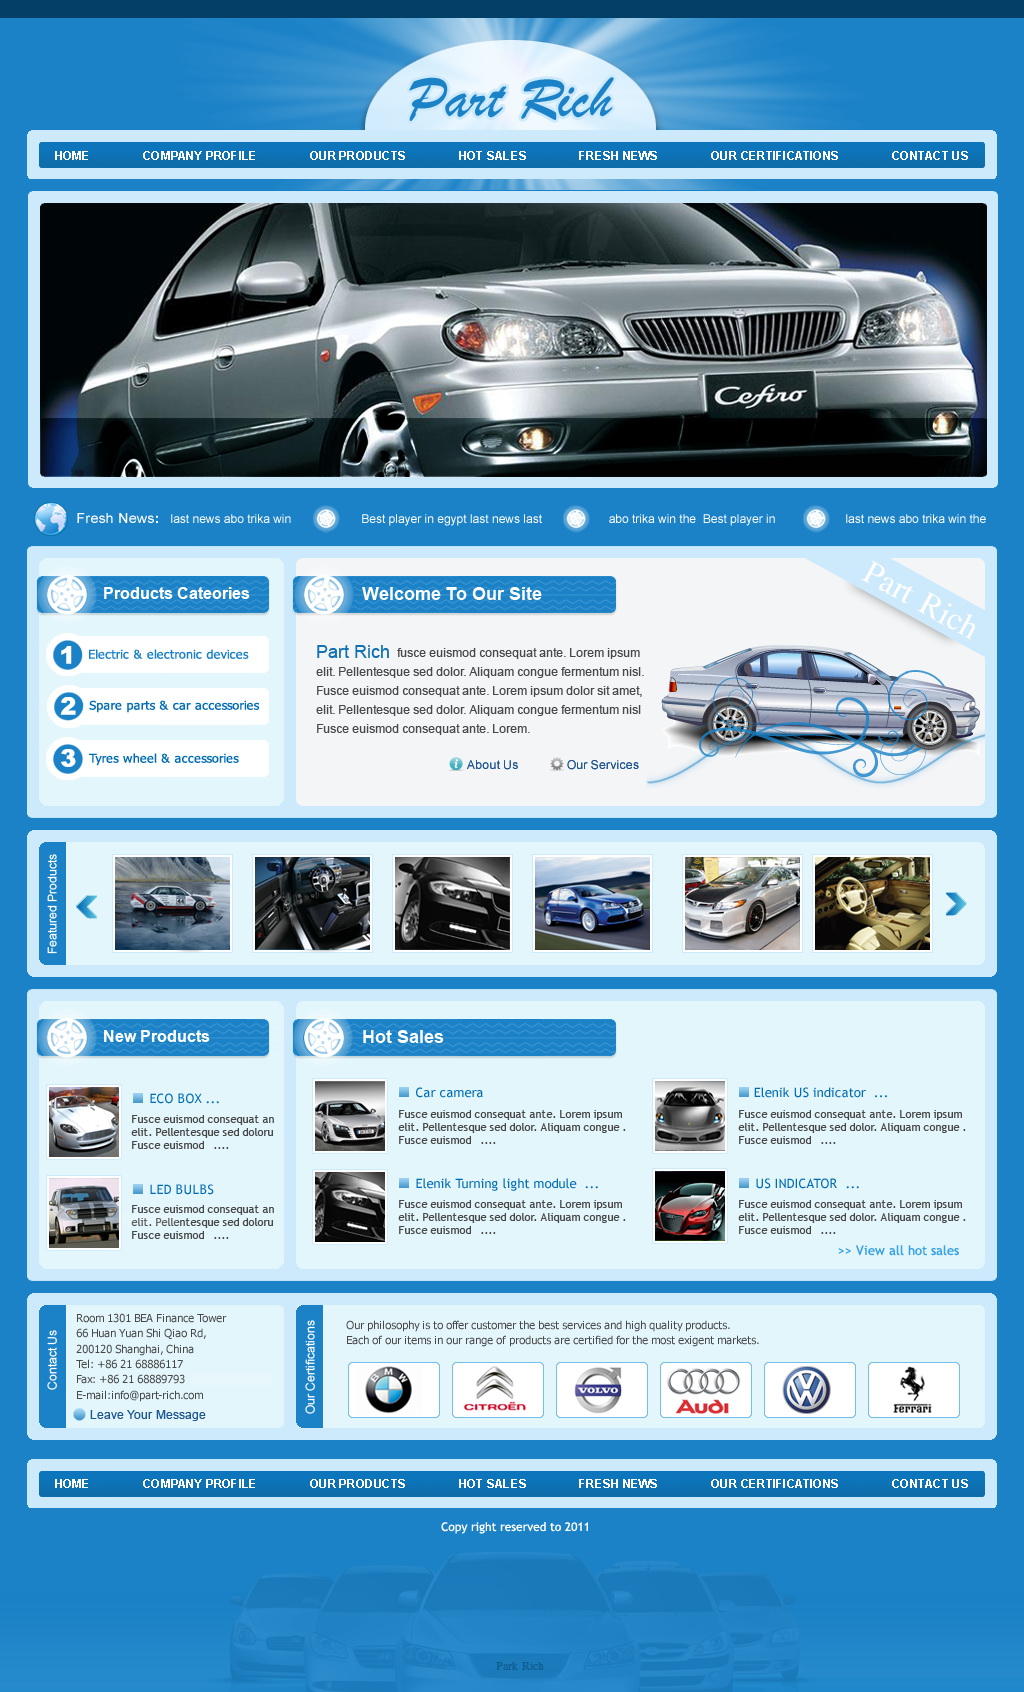 Part Rich
HOME COMPANY PROFILE OUR PRODUCTS HOT SALES FRESH NEWS OUR CERTIFICATIONS CONTACT US
Cefiro
Fresh News: last news abo trika win Best player in egypt last news last abo trika win the Best player in last news abo trika win the
Products Cateories
1 Electric & electronic devices
2 Spare parts & car accessories
3 Tyres wheel & accessories
Welcome To Our Site
Part Rich
Part Rich fusce euismod consequat ante. Lorem ipsum
elit. Pellentesque sed dolor. Aliquam congue fermentum nisl.
Fusce euismod consequat ante. Lorem ipsum dolor sit amet,
elit. Pellentesque sed dolor. Aliquam congue fermentum nisl
Fusce euismod consequat ante. Lorem.
About Us Our Services
Featured Products
New Products
ECO BOX ...
Fusce euismod consequat an
elit. Pellentesque sed doloru
Fusce euismod ....
LED BULBS
Fusce euismod consequat an
elit. Pellentesque sed doloru
Fusce euismod ....
Hot Sales
Car camera
Fusce euismod consequat ante. Lorem ipsum
elit. Pellentesque sed dolor. Aliquam congue .
Fusce euismod ....
Elenik US indicator ...
Fusce euismod consequat ante. Lorem ipsum
elit. Pellentesque sed dolor. Aliquam congue .
Fusce euismod ....
Elenik Turning light module ...
Fusce euismod consequat ante. Lorem ipsum
elit. Pellentesque sed dolor. Aliquam congue .
Fusce euismod ....
US INDICATOR ...
Fusce euismod consequat ante. Lorem ipsum
elit. Pellentesque sed dolor. Aliquam congue .
Fusce euismod ....
>> View all hot sales
Contact Us
Room 1301 BEA Finance Tower
66 Huan Yuan Shi Qiao Rd,
200120 Shanghai, China
Tel: +86 21 68886117
Fax: +86 21 68889793
E-mail:info@part-rich.com
Leave Your Message
Our Certifications
Our philosophy is to offer customer the best services and high quality products.
Each of our items in our range of products are certified for the most exigent markets.
BMW CITROËN VOLVO Audi Ferrari
HOME COMPANY PROFILE OUR PRODUCTS HOT SALES FRESH NEWS OUR CERTIFICATIONS CONTACT US
Copy right reserved to 2011
Park Rich